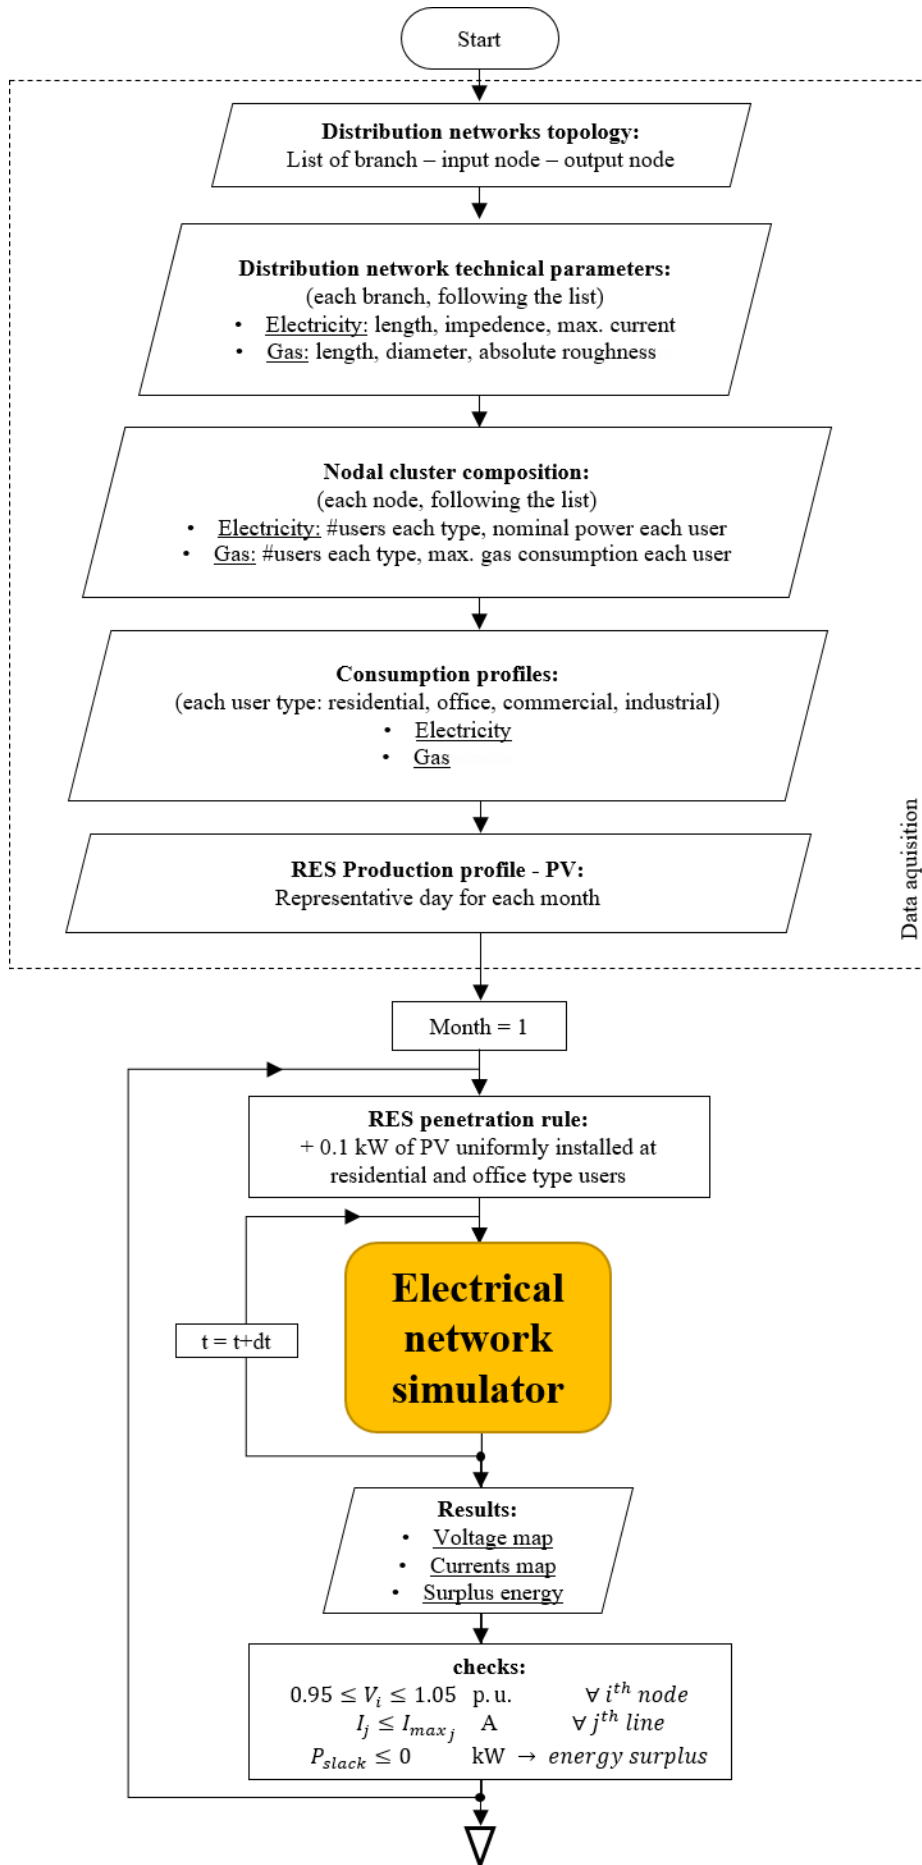 Start
Distribution networks topology:
List of branch – input node – output node
Distribution network technical parameters:
(each branch, following the list)
• Electricity: length, impedence, max. current
• Gas: length, diameter, absolute roughness
Nodal cluster composition:
(each node, following the list)
• Electricity: #users each type, nominal power each user
• Gas: #users each type, max. gas consumption each user
Consumption profiles:
(each user type: residential, office, commercial, industrial)
• Electricity
• Gas
RES Production profile - PV:
Representative day for each month
Data aquisition
Month = 1
RES penetration rule:
+ 0.1 kW of PV uniformly installed at
residential and office type users
Electrical
network
simulator
t = t+dt
Results:
• Voltage map
• Currents map
• Surplus energy
checks:
0.95 ≤ V_i ≤ 1.05 p. u. ∀ i^th node
I_j ≤ I_max_j A ∀ j^th line
P_slack ≤ 0 kW → energy surplus